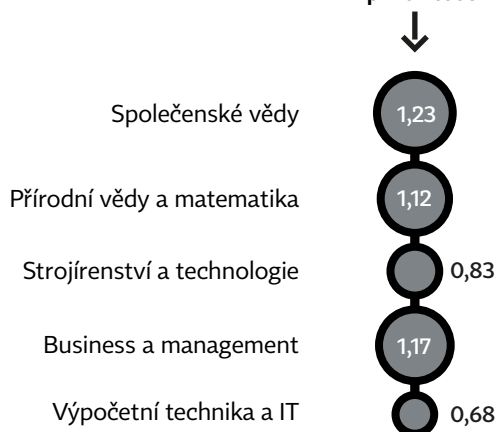 Společenské vědy 1,23
Přírodní vědy a matematika 1,12
Strojírenství a technologie 0,83
Business a management 1,17
Výpočetní technika a IT 0,68